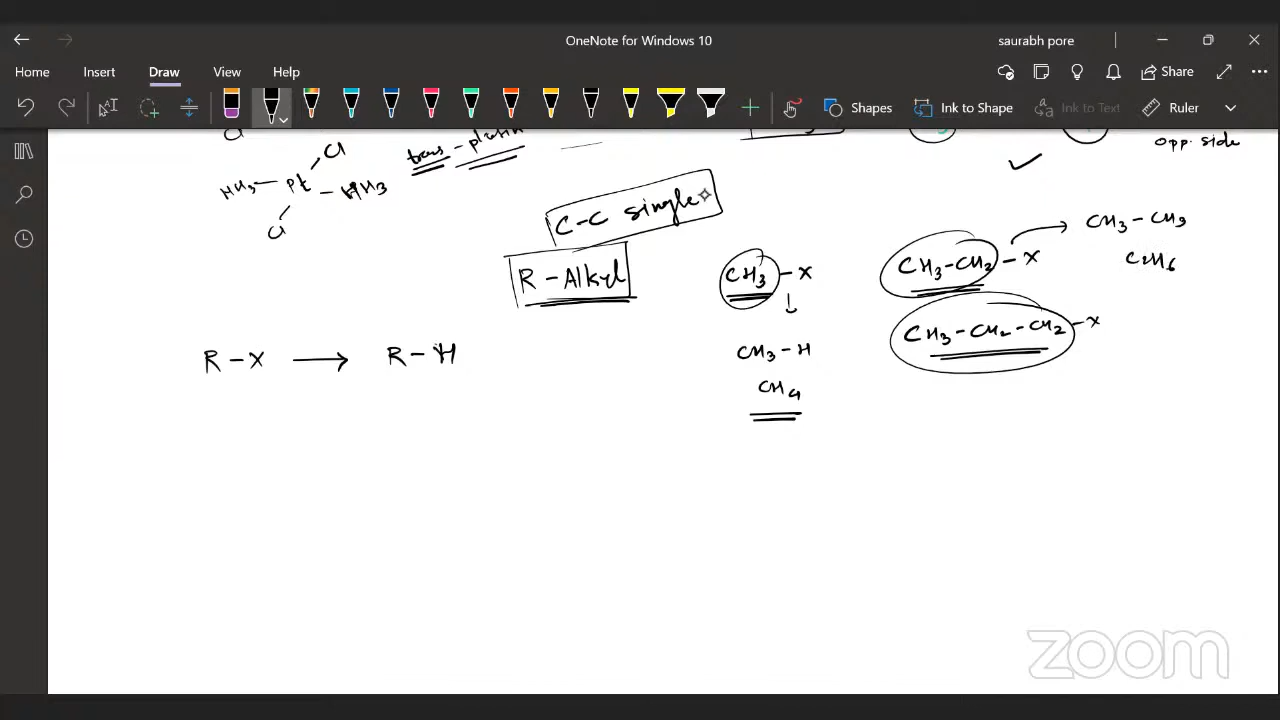 OneNote for Windows 10
saurabh pore
Home Insert Draw View Help
Share
Shapes
Ink to Shape
Ink to Text
Ruler
Cl
trans - platin
opp. side
Cl
NH3 Pt NH3
Cl
C-C single
R - Alkyl
CH3 - X
CH3-CH2 - X
CH3 - CH3
C2H6
CH3-CH2-CH2-X
R - X → R - H
CH3 - H
CH4
zoom